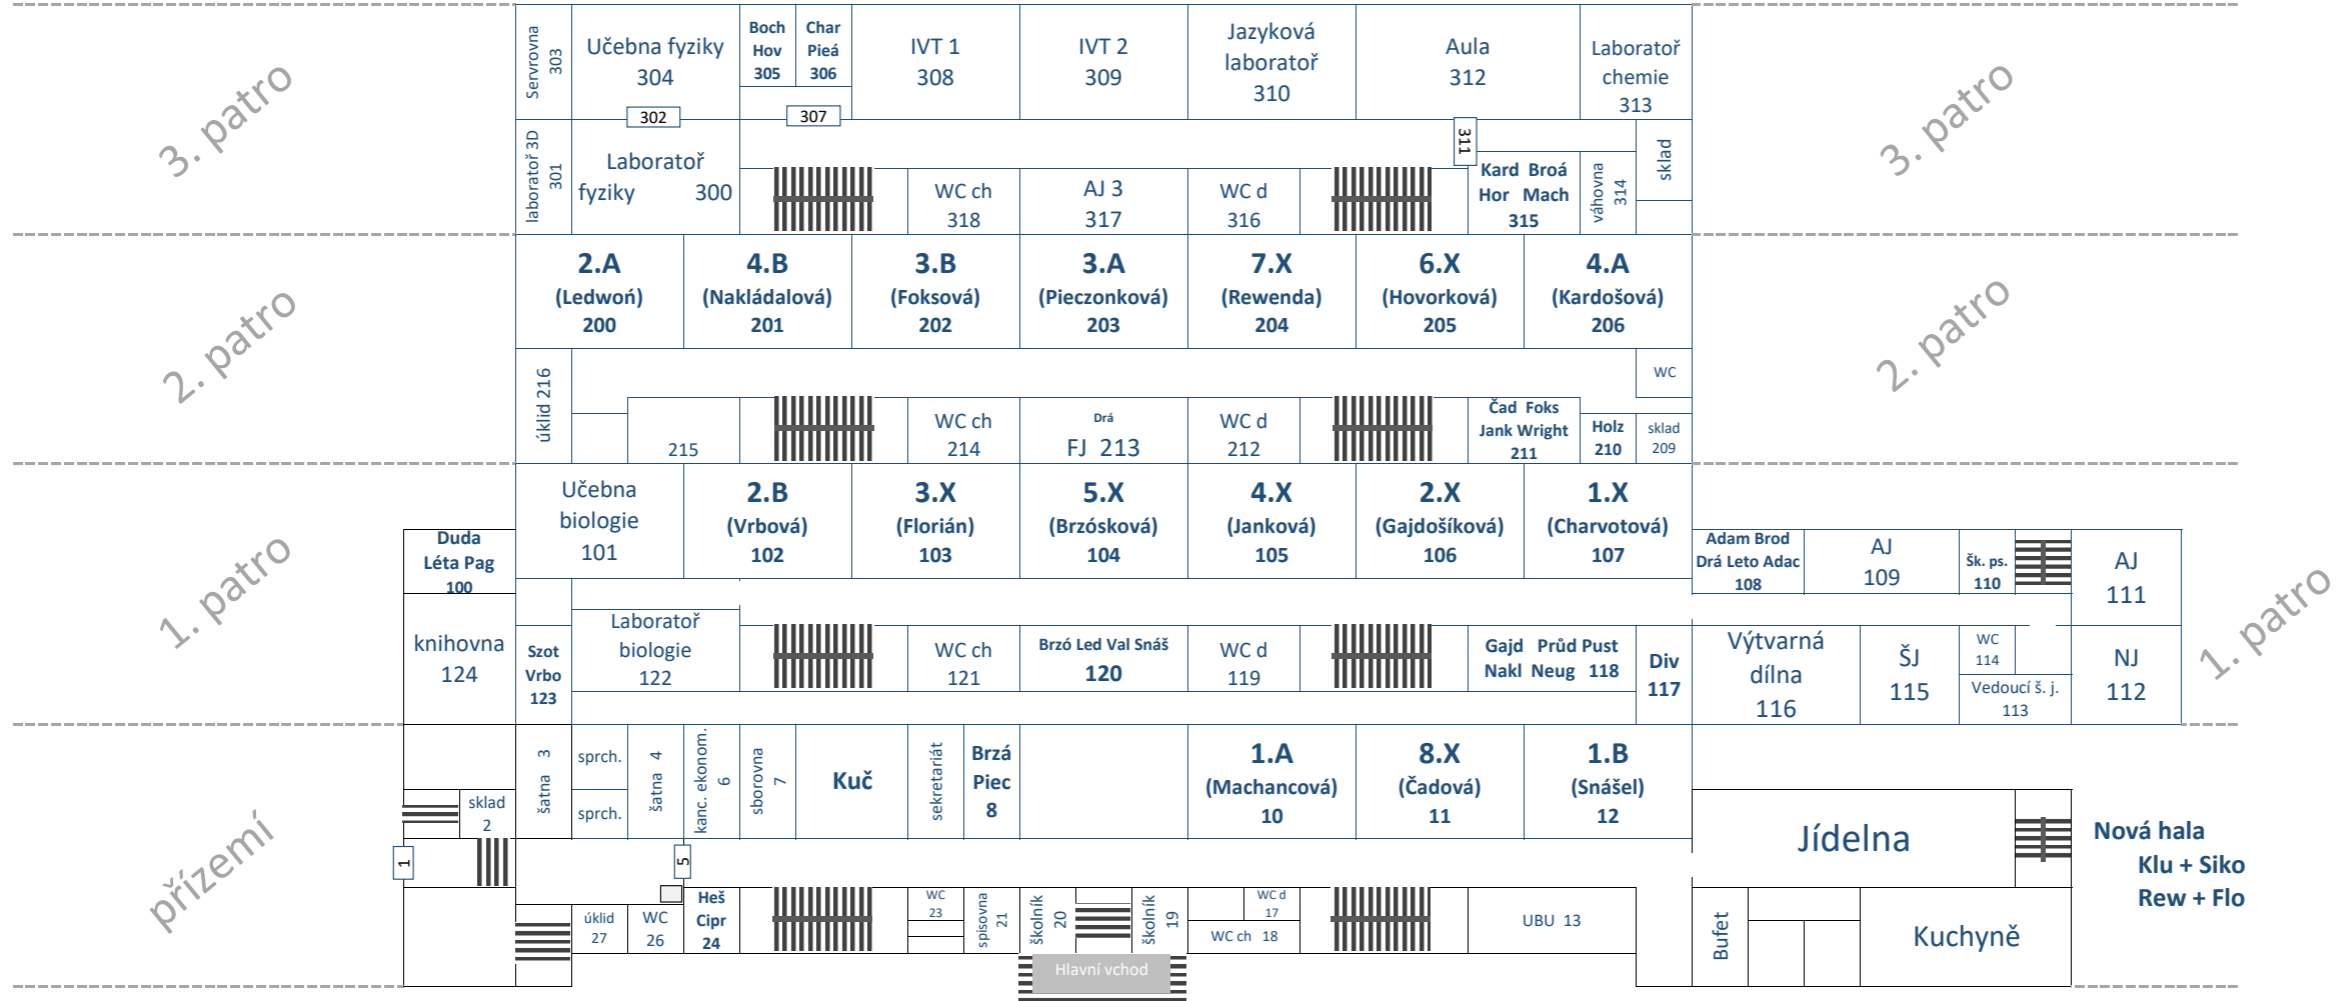 3. patro
Servrovna
303
Učebna fyziky
304
302
Boch
Hov
305
Char
Pieá
306
307
IVT 1
308
IVT 2
309
Jazyková
laboratoř
310
Aula
312
311
Laboratoř
chemie
313
3. patro
laboratoř 3D
301
Laboratoř
fyziky 300
WC ch
318
AJ 3
317
WC d
316
Kard Broá
Hor Mach
315
váhovna
314
sklad
2. patro
2.A
(Ledwoń)
200
4.B
(Nakládalová)
201
3.B
(Foksová)
202
3.A
(Pieczonková)
203
7.X
(Rewenda)
204
6.X
(Hovorková)
205
4.A
(Kardošová)
206
2. patro
úklid 216
215
WC ch
214
Drá
FJ 213
WC d
212
Čad Foks
Jank Wright
211
Holz
210
WC
sklad
209
1. patro
Duda
Léta Pag
100
Učebna
biologie
101
2.B
(Vrbová)
102
3.X
(Florián)
103
5.X
(Brzósková)
104
4.X
(Janková)
105
2.X
(Gajdošíková)
106
1.X
(Charvotová)
107
Adam Brod
Drá Leto Adac
108
AJ
109
Šk. ps.
110
AJ
111
1. patro
knihovna
124
Szot
Vrbo
123
Laboratoř
biologie
122
WC ch
121
Brzó Led Val Snáš
120
WC d
119
Gajd Průd Pust
Nakl Neug 118
Div
117
Výtvarná
dílna
116
ŠJ
115
WC
114
Vedoucí š. j.
113
NJ
112
přízemí
sklad
2
1
šatna 3
sprch.
sprch.
šatna 4
kanc. ekonom.
6
5
sborovna
7
Kuč
sekretariát
Brzá
Piec
8
1.A
(Machancová)
10
8.X
(Čadová)
11
1.B
(Snášel)
12
Jídelna
Nová hala
Klu + Siko
Rew + Flo
úklid
27
WC
26
Heš
Cipr
24
WC
23
spisovna
21
školník
20
školník
19
WC d
17
WC ch 18
UBU 13
Bufet
Kuchyně
Hlavní vchod